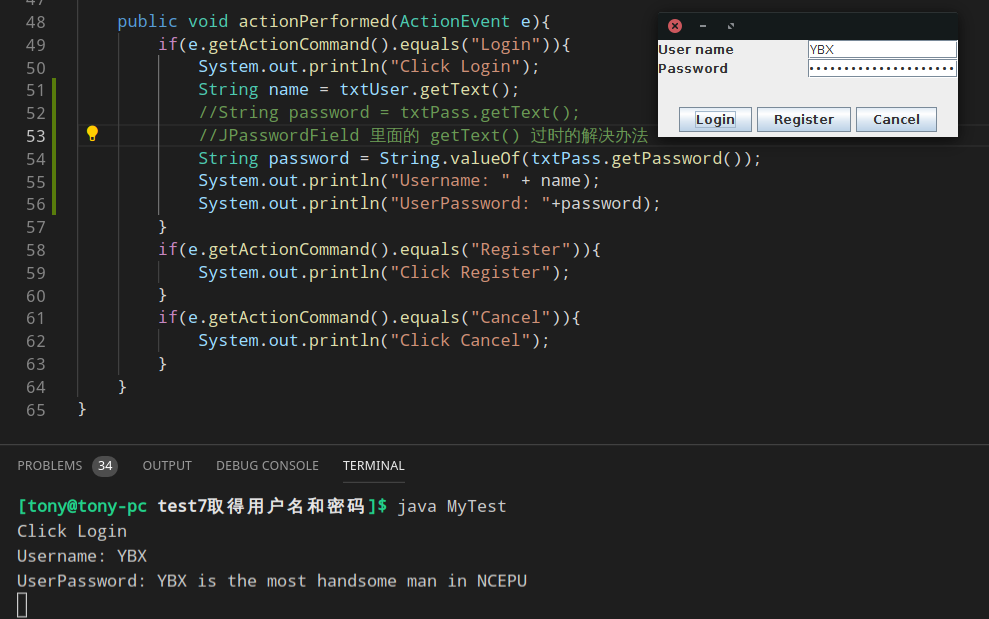 47
48 public void actionPerformed(ActionEvent e){
49 if(e.getActionCommand().equals("Login")){
50 System.out.println("Click Login");
51 String name = txtUser.getText();
52 //String password = txtPass.getText();
53 //JPasswordField 里面的 getText() 过时的解决办法
54 String password = String.valueOf(txtPass.getPassword());
55 System.out.println("Username: " + name);
56 System.out.println("UserPassword: "+password);
57 }
58 if(e.getActionCommand().equals("Register")){
59 System.out.println("Click Register");
60 }
61 if(e.getActionCommand().equals("Cancel")){
62 System.out.println("Click Cancel");
63 }
64 }
65 }
User name YBX
Password
Login Register Cancel
PROBLEMS 34 OUTPUT DEBUG CONSOLE TERMINAL
[tony@tony-pc test7取得用户名和密码]$ java MyTest
Click Login
Username: YBX
UserPassword: YBX is the most handsome man in NCEPU